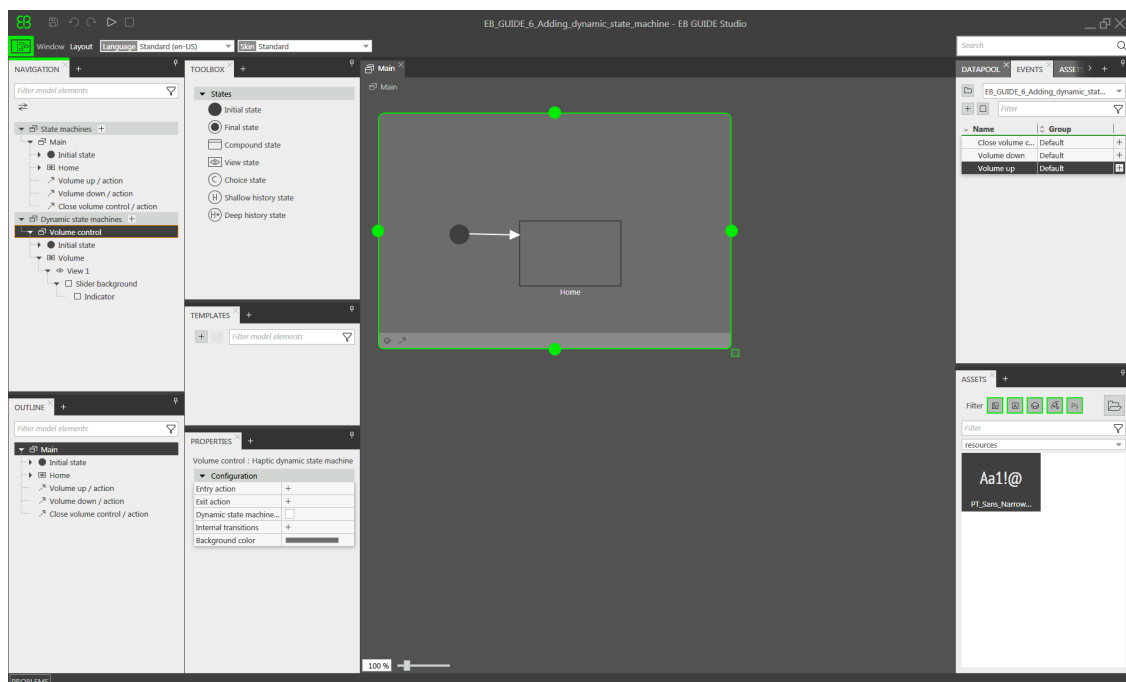 EB_GUIDE_6_Adding_dynamic_state_machine - EB GUIDE Studio
Window Layout Language Standard (en-US) Skin Standard
Search
NAVIGATION
Filter model elements
State machines
Main
Initial state
Home
Volume up / action
Volume down / action
Close volume control / action
Dynamic state machines
Volume control
Initial state
Volume
View 1
Slider background
Indicator
OUTLINE
Filter model elements
Main
Initial state
Home
Volume up / action
Volume down / action
Close volume control / action
PROBLEMS
TOOLBOX
States
Initial state
Final state
Compound state
View state
C Choice state
H Shallow history state
H* Deep history state
TEMPLATES
Filter model elements
PROPERTIES
Volume control : Haptic dynamic state machine
Configuration
Entry action
Exit action
Dynamic state machine...
Internal transitions
Background color
Main
Main
Home
100 %
DATAPOOL EVENTS ASSE
EB_GUIDE_6_Adding_dynamic_stat...
Filter
Name Group
Close volume c... Default
Volume down Default
Volume up Default
ASSETS
Filter
Filter
resources
Aa1!@
PT_Sans_Narrow...